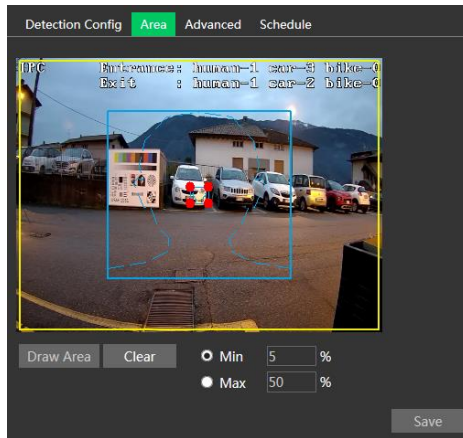 Detection Config Area Advanced Schedule
IPC Entrance: human-1 car-3 bike-0
Exit : human-1 car-2 bike-0
Draw Area Clear Min 5 %
Max 50 %
Save